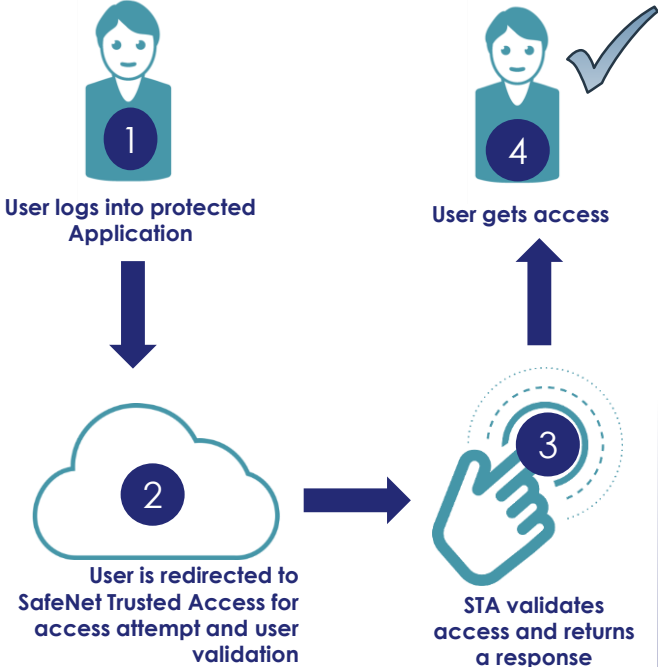 1
User logs into protected
Application
2
User is redirected to
SafeNet Trusted Access for
access attempt and user
validation
3
STA validates
access and returns
a response
4
User gets access